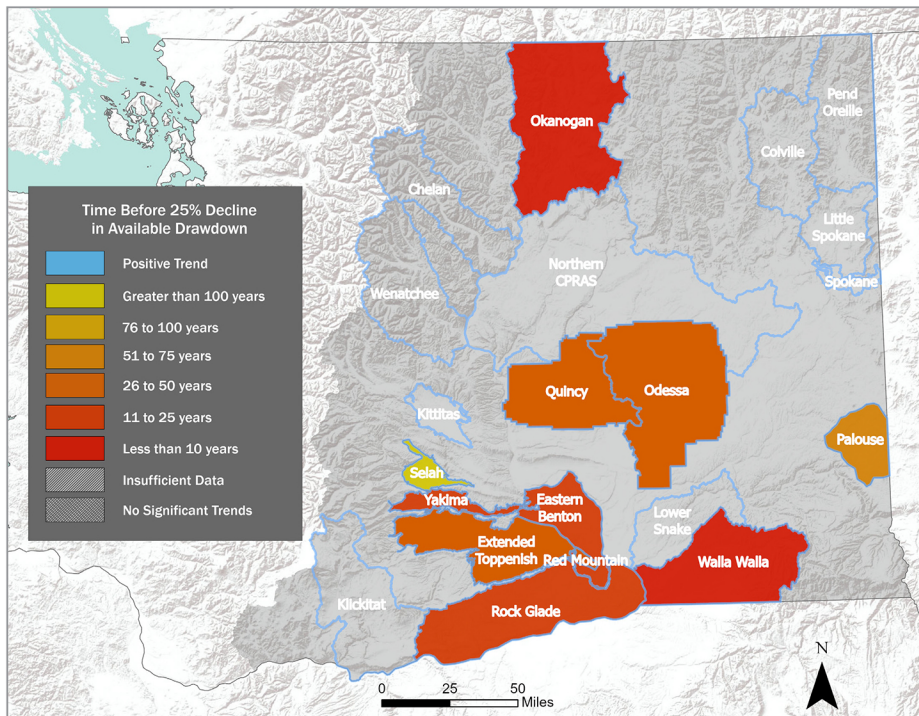 Okanogan
Pend
Oreille
Colville
Chelan
Little
Spokane
Time Before 25% Decline
in Available Drawdown
Positive Trend
Greater than 100 years
76 to 100 years
51 to 75 years
26 to 50 years
11 to 25 years
Less than 10 years
Insufficient Data
No Significant Trends
Northern
CPRAS
Spokane
Wenatchee
Quincy
Odessa
Kittitas
Palouse
Selah
Yakima
Eastern
Benton
Lower
Snake
Extended
Toppenish
Red Mountain
Walla Walla
Klickitat
Rock Glade
N
0
25
50
Miles